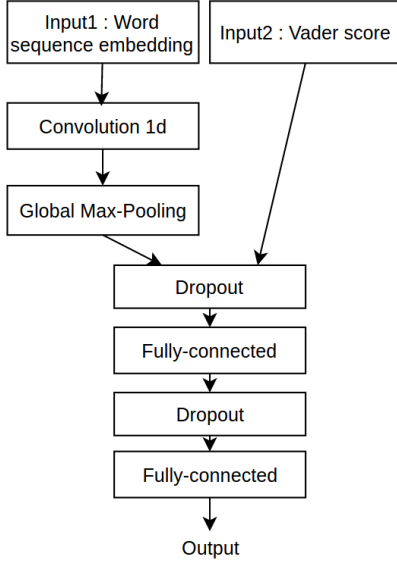 Input1 : Word
sequence embedding
Input2 : Vader score
Convolution 1d
Global Max-Pooling
Dropout
Fully-connected
Dropout
Fully-connected
Output